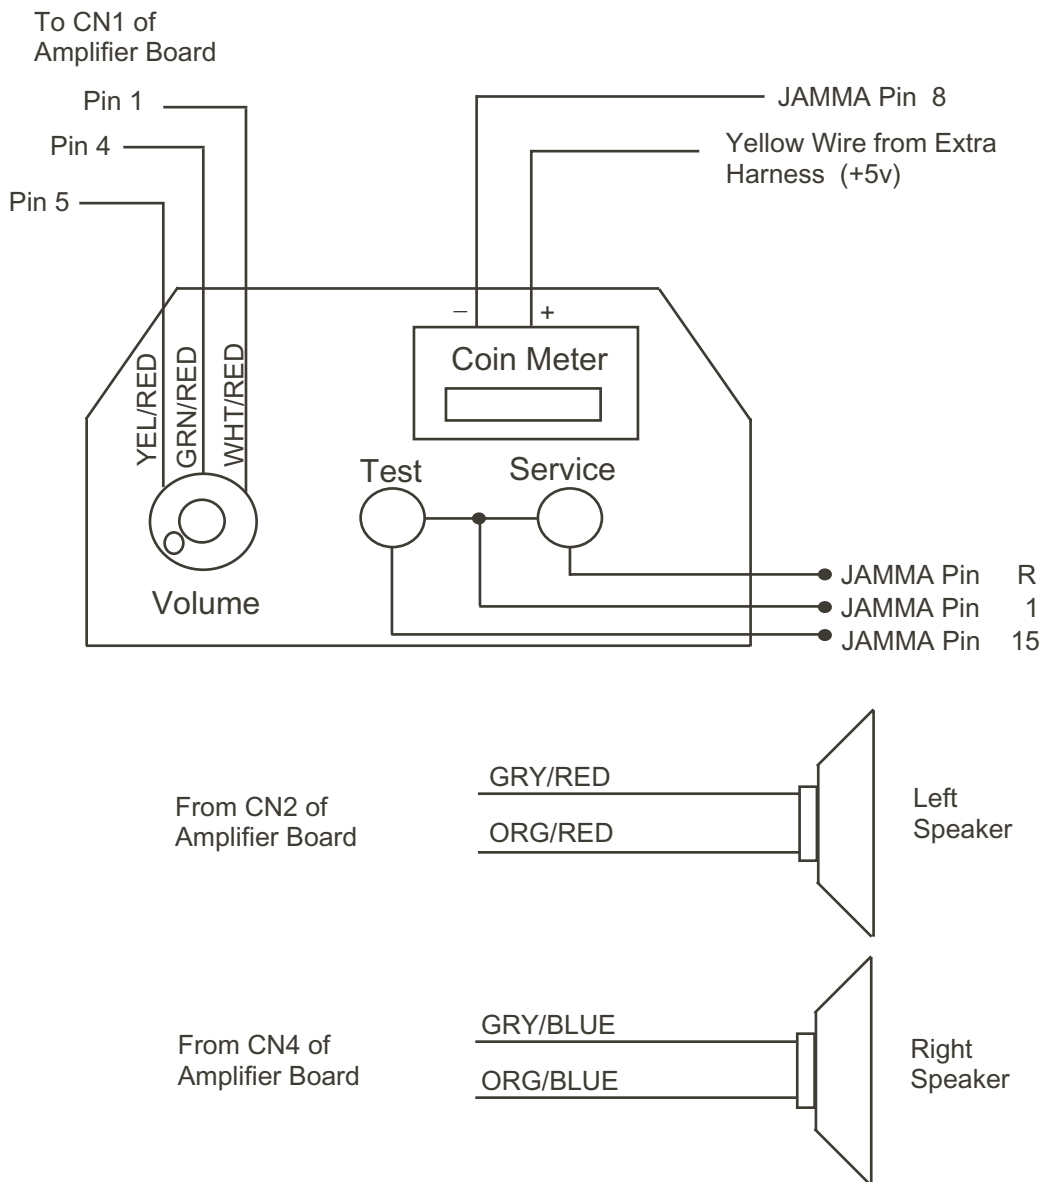 To CN1 of
Amplifier Board
Pin 1
Pin 4
Pin 5
JAMMA Pin 8
Yellow Wire from Extra
Harness (+5v)
– +
Coin Meter
YEL/RED
GRN/RED
WHT/RED
Test
Service
Volume
JAMMA Pin R
JAMMA Pin 1
JAMMA Pin 15
From CN2 of
Amplifier Board
GRY/RED
ORG/RED
Left
Speaker
From CN4 of
Amplifier Board
GRY/BLUE
ORG/BLUE
Right
Speaker